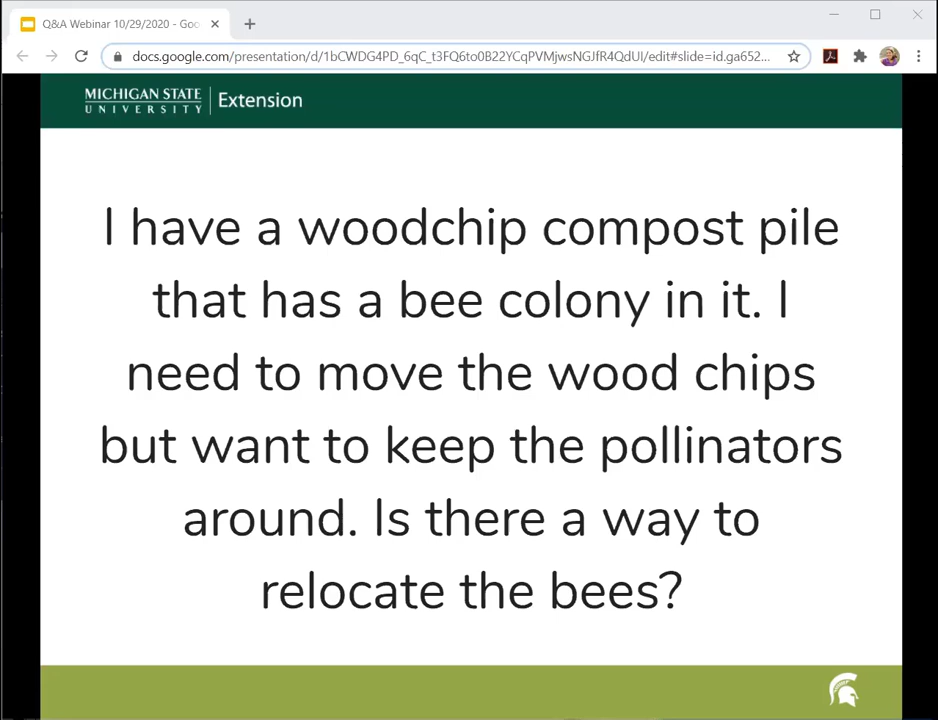 Q&A Webinar 10/29/2020 - Goo
docs.google.com/presentation/d/1bCWDG4PD_6qC_t3FQ6to0B22YCqPVMjwsNGJfR4QdUI/edit#slide=id.ga652...
MICHIGAN STATE
UNIVERSITY
Extension
I have a woodchip compost pile
that has a bee colony in it. I
need to move the wood chips
but want to keep the pollinators
around. Is there a way to
relocate the bees?